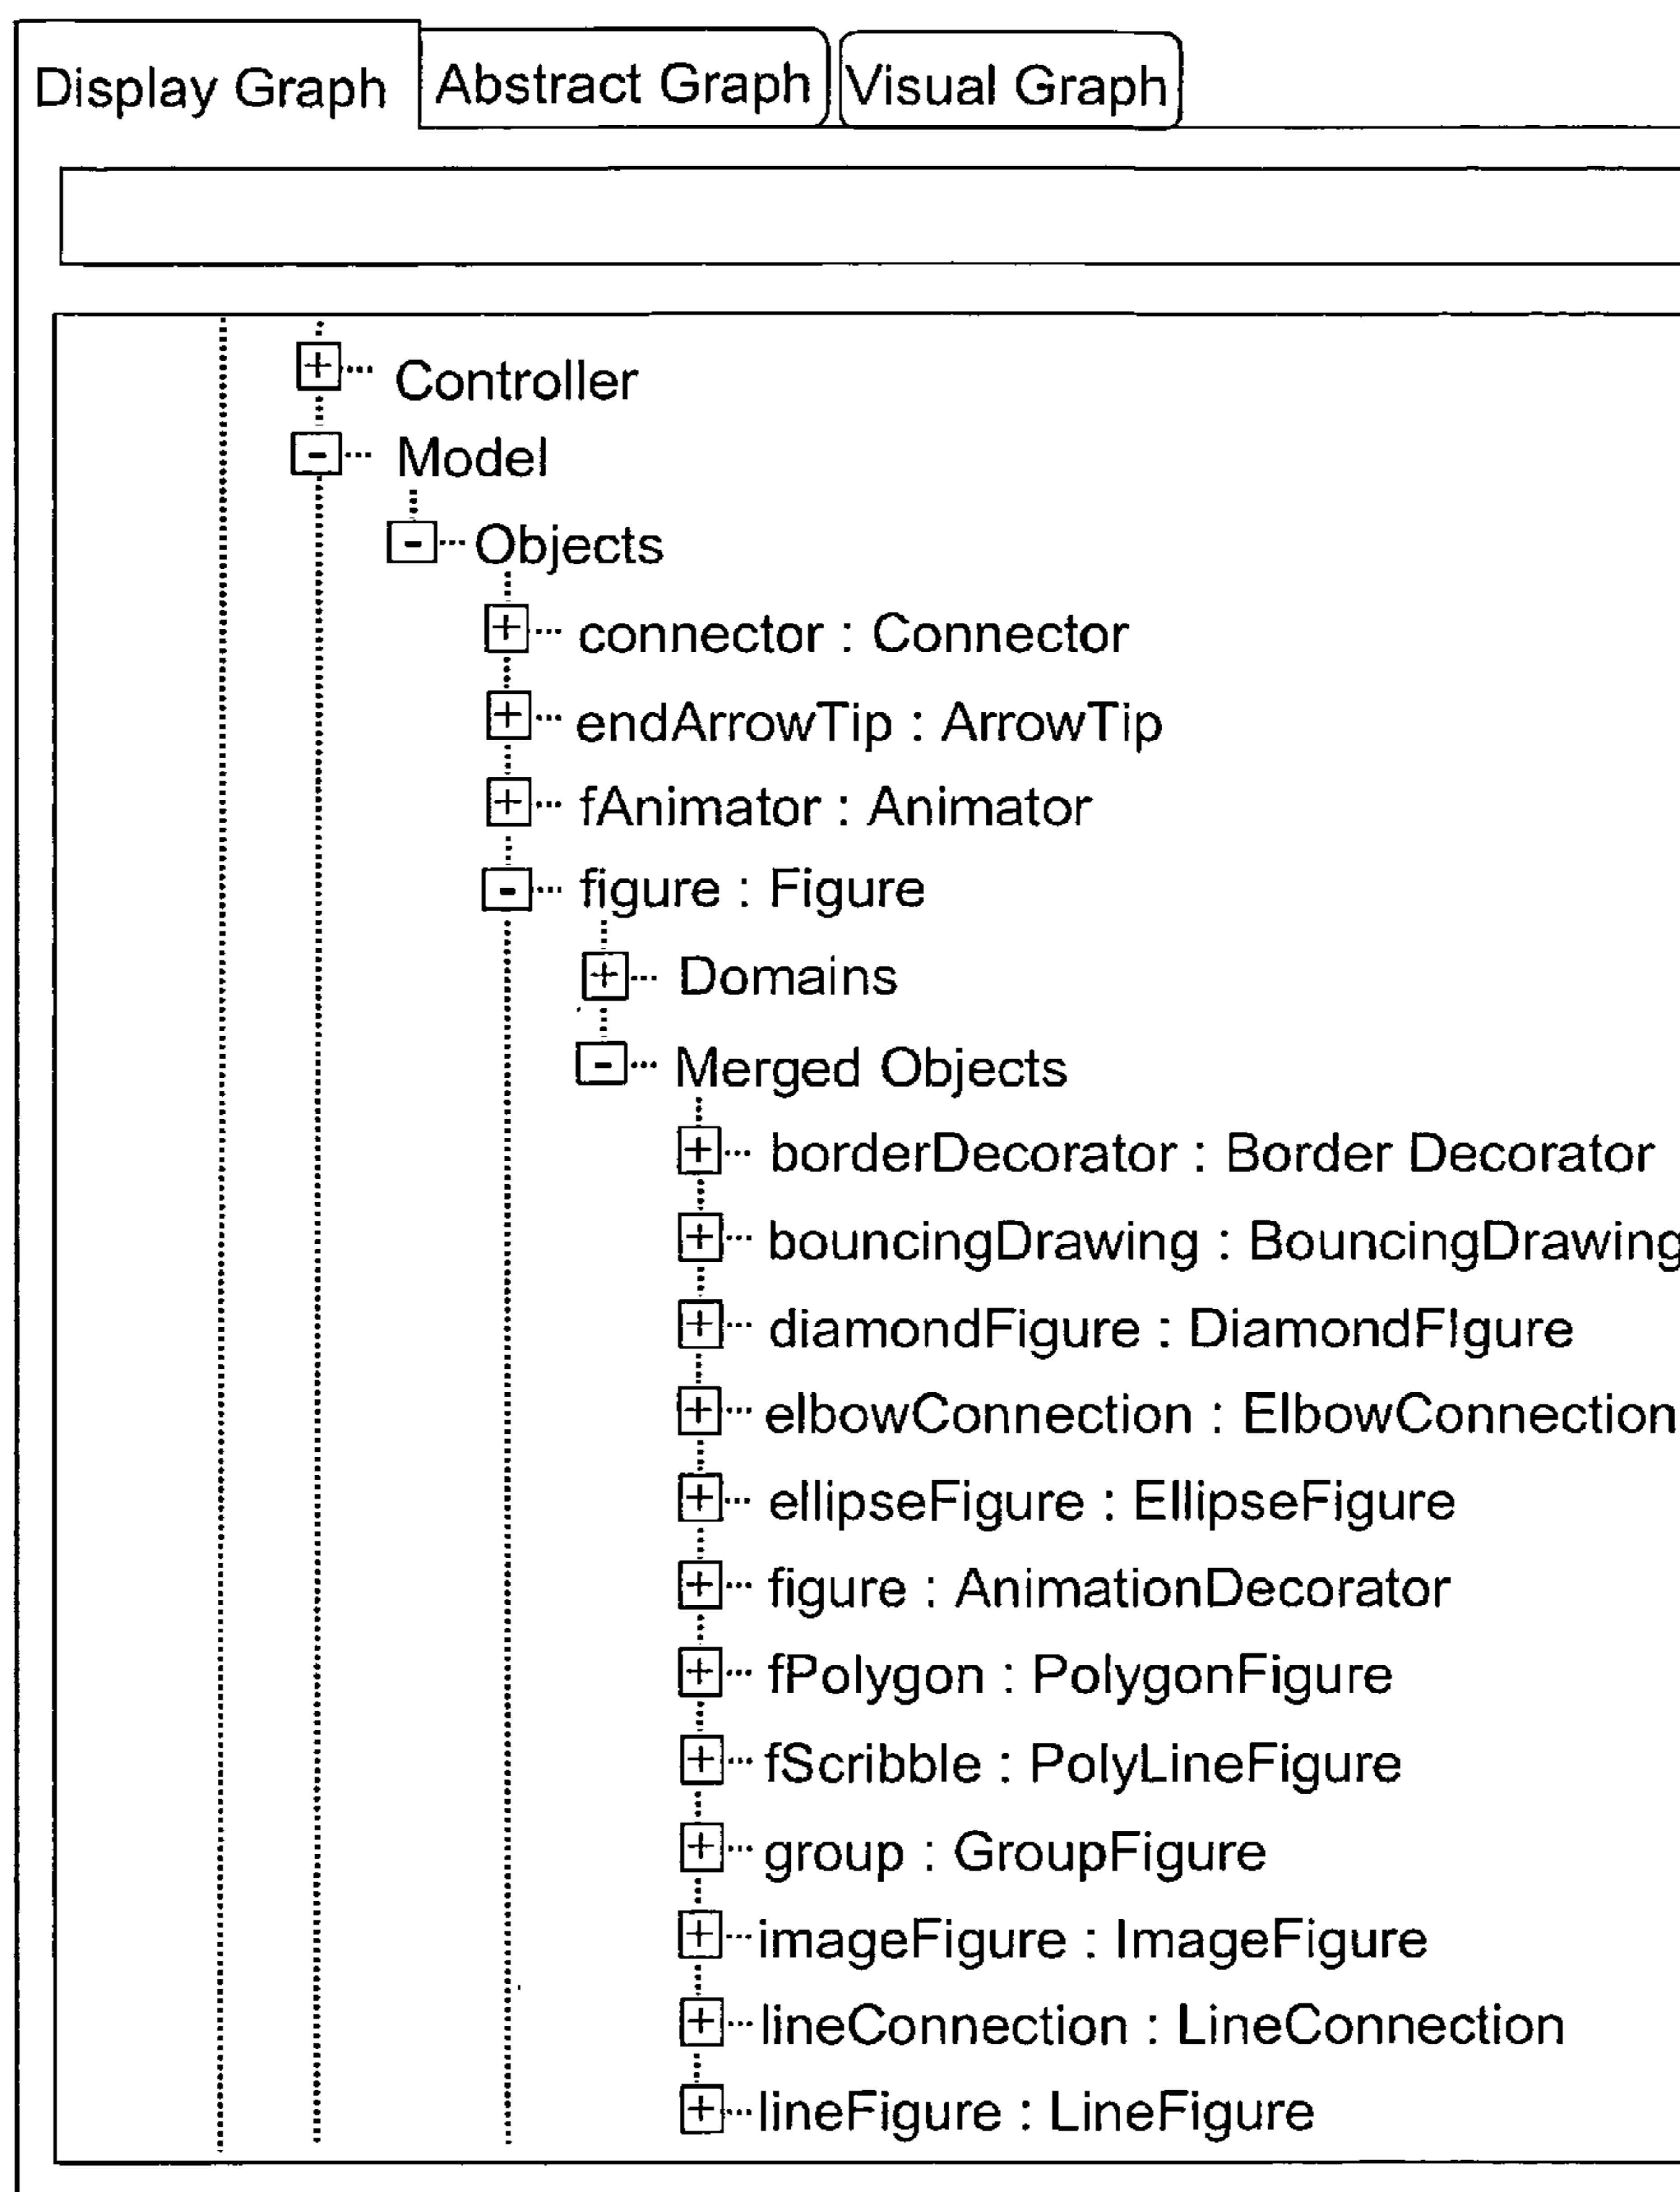 Display Graph Abstract Graph Visual Graph
Controller
Model
Objects
connector : Connector
endArrowTip : ArrowTip
fAnimator : Animator
figure : Figure
Domains
Merged Objects
borderDecorator : Border Decorator
bouncingDrawing : BouncingDrawing
diamondFigure : DiamondFIgure
elbowConnection : ElbowConnection
ellipseFigure : EllipseFigure
figure : AnimationDecorator
fPolygon : PolygonFigure
fScribble : PolyLineFigure
group : GroupFigure
imageFigure : ImageFigure
lineConnection : LineConnection
lineFigure : LineFigure